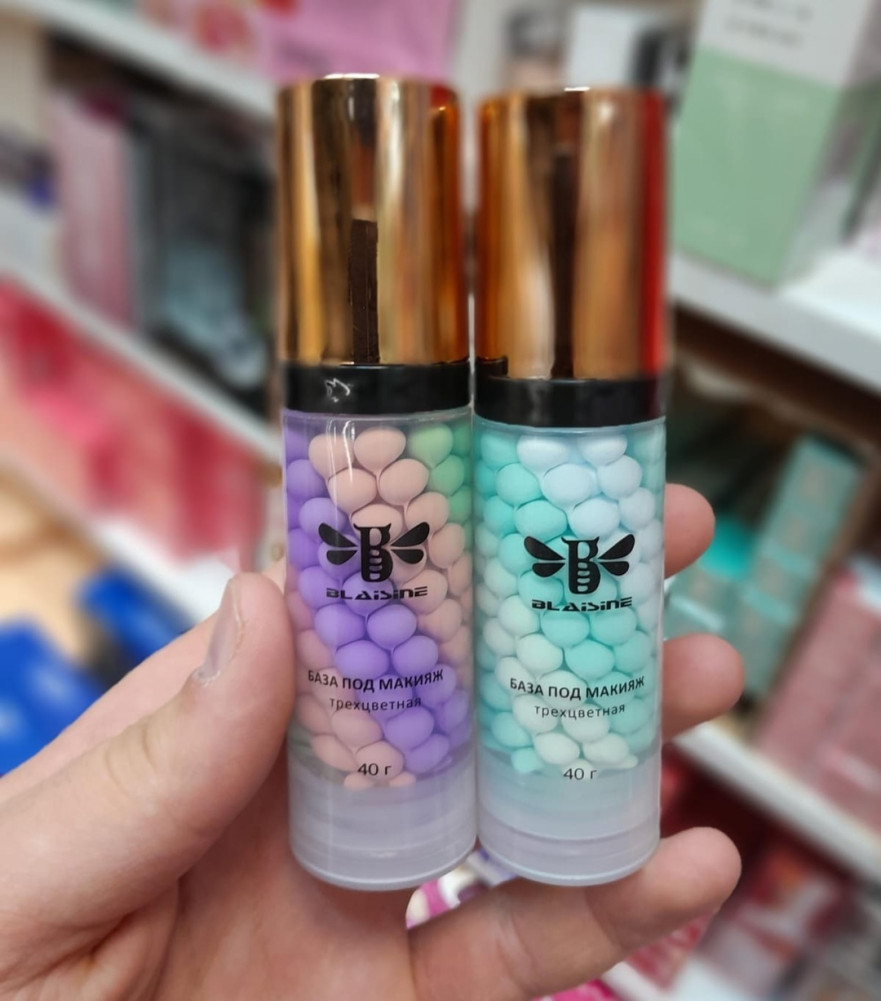 BLAiSiNE
БАЗА ПОД МАКИЯЖ
трехцветная
40 г
BLAiSiNE
БАЗА ПОД МАКИЯЖ
трехцветная
40 г